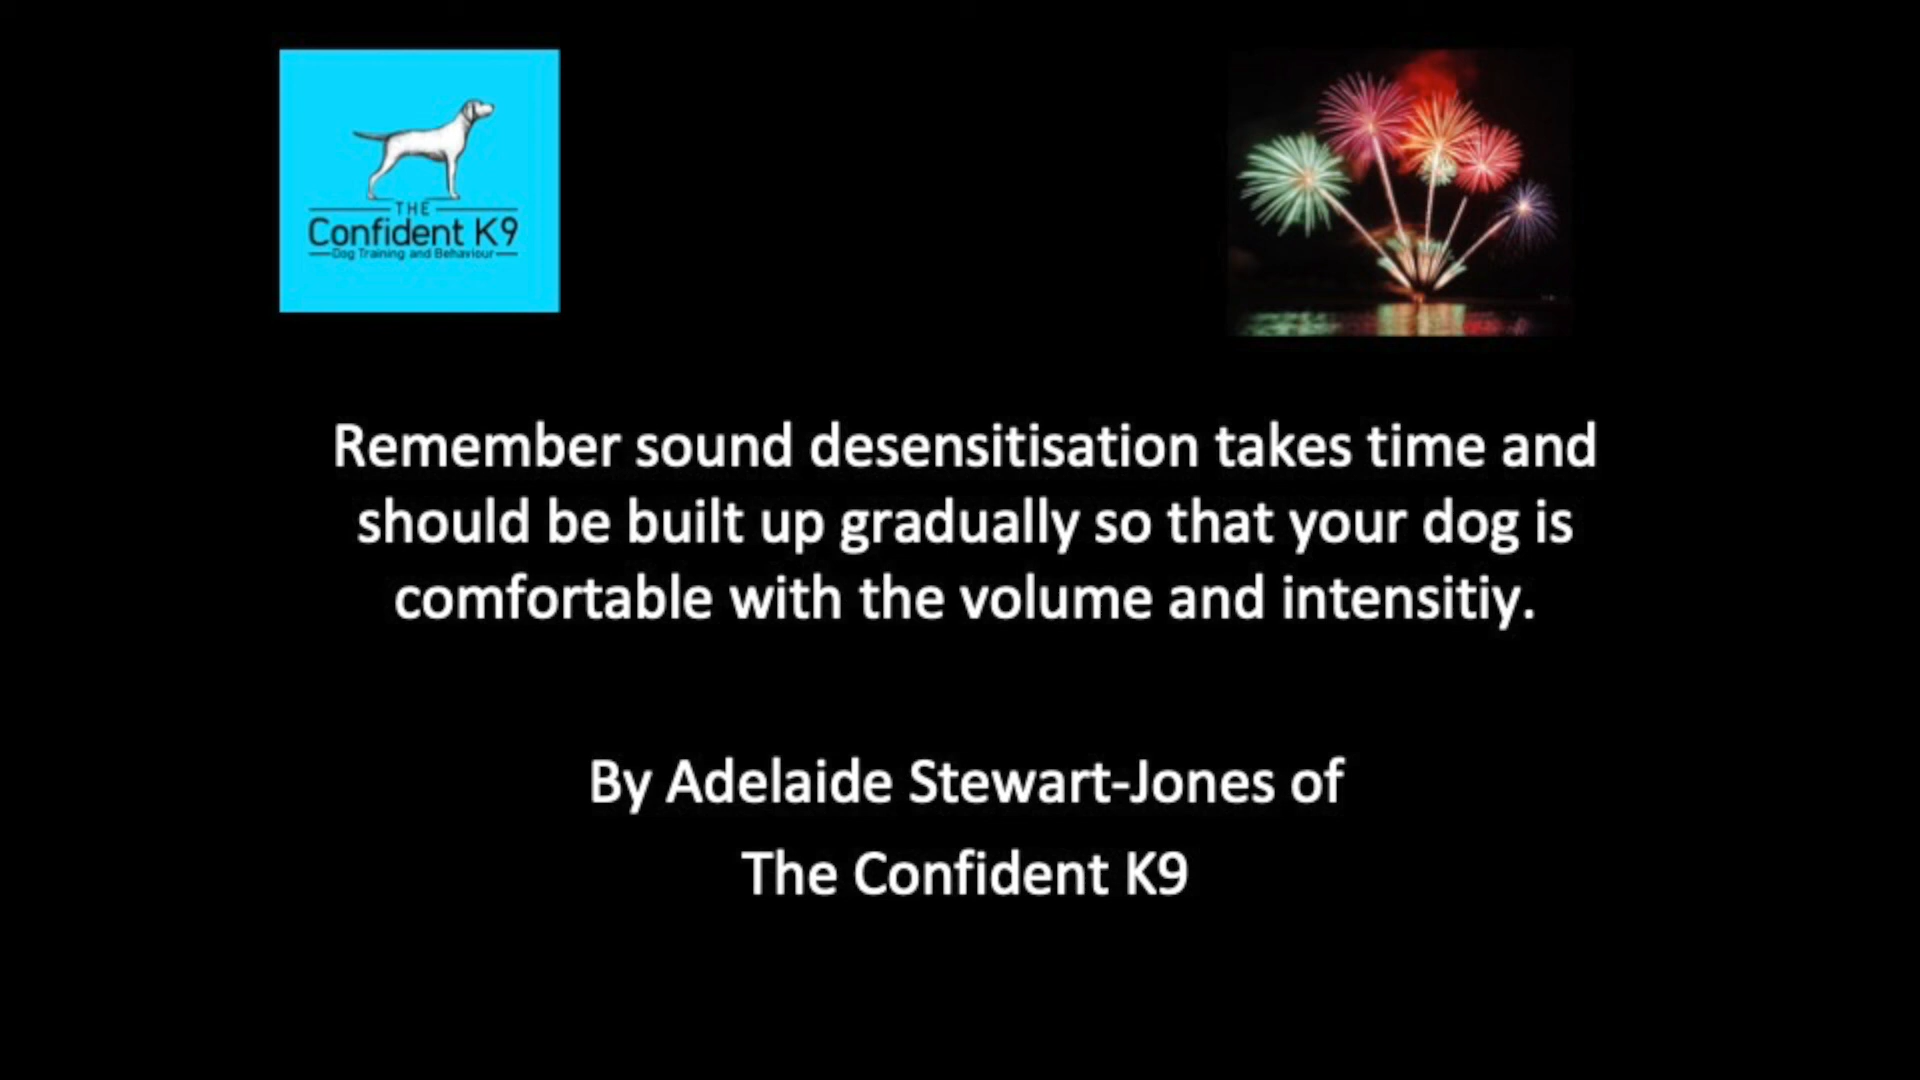 THE
Confident K9
Dog Training and Behaviour
Remember sound desensitisation takes time and
should be built up gradually so that your dog is
comfortable with the volume and intensitiy.
By Adelaide Stewart-Jones of
The Confident K9